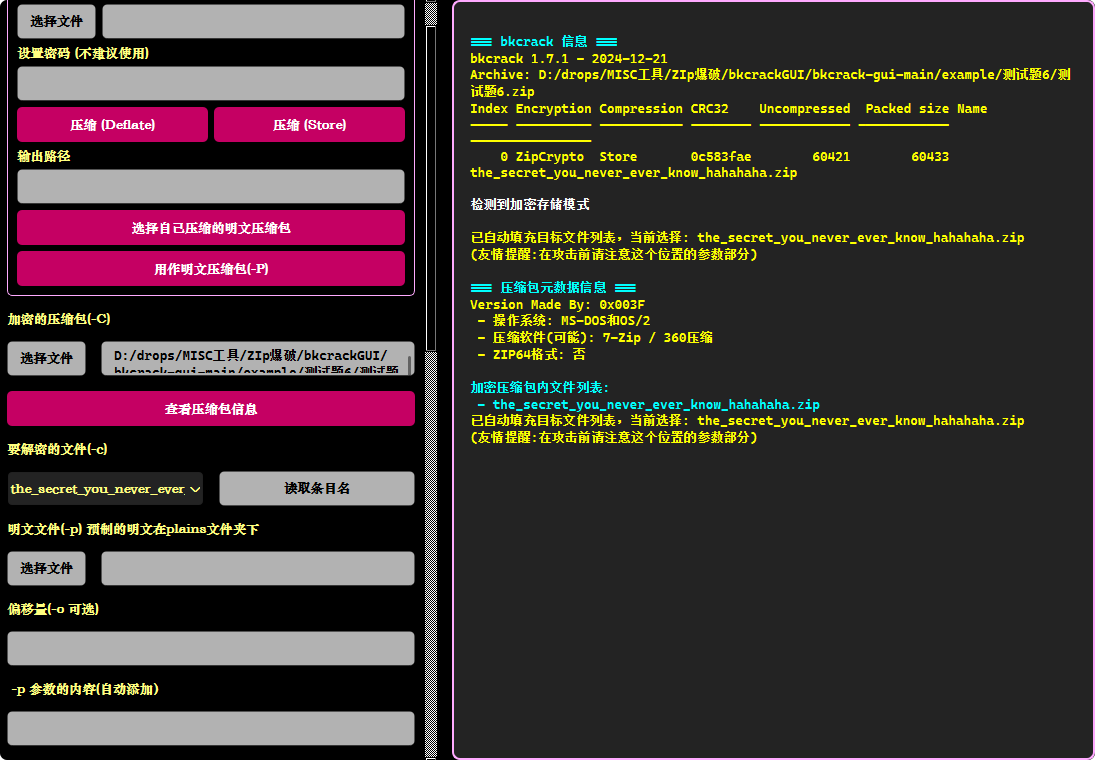 选择文件
设置密码 (不建议使用)
压缩 (Deflate)
压缩 (Store)
输出路径
选择自己压缩的明文压缩包
用作明文压缩包(-P)
加密的压缩包(-C)
选择文件
D:/drops/MISC工具/ZIp爆破/bkcrackGUI/
bkcrack-gui-main/example/测试题6/测试题
查看压缩包信息
要解密的文件(-c)
the_secret_you_never_ever_
读取条目名
明文文件(-p) 预制的明文在plains文件夹下
选择文件
偏移量(-o 可选)
-p 参数的内容(自动添加)
=== bkcrack 信息 ===
bkcrack 1.7.1 - 2024-12-21
Archive: D:/drops/MISC工具/ZIp爆破/bkcrackGUI/bkcrack-gui-main/example/测试题6/测
试题6.zip
Index Encryption Compression CRC32    Uncompressed  Packed size Name
----- ---------- ----------- -------- ------------ ------------
----------------
    0 ZipCrypto  Store       0c583fae        60421        60433
the_secret_you_never_ever_know_hahahaha.zip
检测到加密存储模式
已自动填充目标文件列表，当前选择: the_secret_you_never_ever_know_hahahaha.zip
(友情提醒:在攻击前请注意这个位置的参数部分)
=== 压缩包元数据信息 ===
Version Made By: 0x003F
- 操作系统: MS-DOS和OS/2
- 压缩软件(可能): 7-Zip / 360压缩
- ZIP64格式: 否
加密压缩包内文件列表:
- the_secret_you_never_ever_know_hahahaha.zip
已自动填充目标文件列表，当前选择: the_secret_you_never_ever_know_hahahaha.zip
(友情提醒:在攻击前请注意这个位置的参数部分)